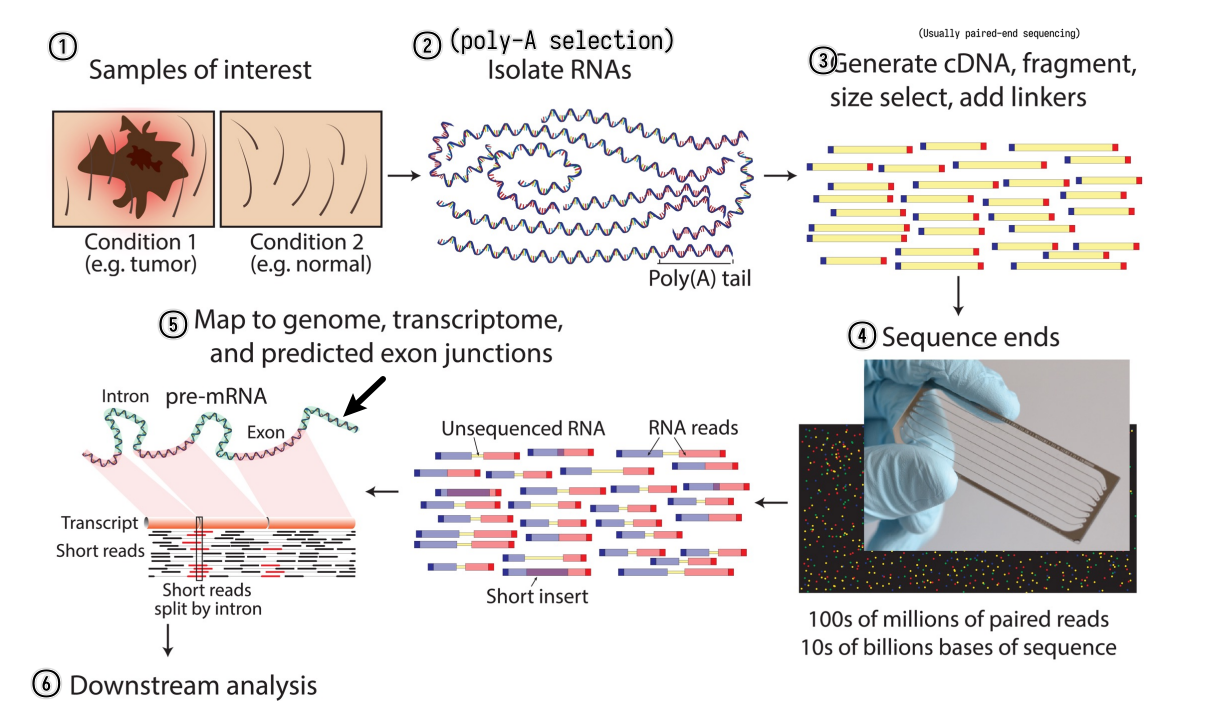 1
Samples of interest
Condition 1
(e.g. tumor)
Condition 2
(e.g. normal)
2 (poly-A selection)
Isolate RNAs
Poly(A) tail
(Usually paired-end sequencing)
3 Generate cDNA, fragment,
size select, add linkers
4 Sequence ends
100s of millions of paired reads
10s of billions bases of sequence
5 Map to genome, transcriptome,
and predicted exon junctions
Intron
pre-mRNA
Exon
Unsequenced RNA
RNA reads
Short insert
Transcript
Short reads
Short reads
split by intron
6 Downstream analysis